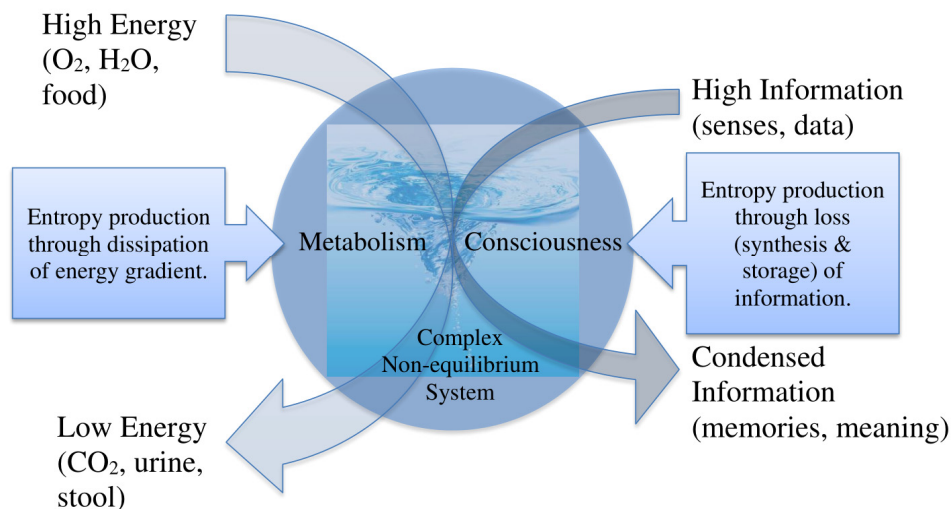 High Energy
(O₂, H₂O,
food)
High Information
(senses, data)
Entropy production
through dissipation
of energy gradient.
Metabolism
Consciousness
Entropy production
through loss
(synthesis &
storage) of
information.
Complex
Non-equilibrium
System
Low Energy
(CO₂, urine,
stool)
Condensed
Information
(memories, meaning)